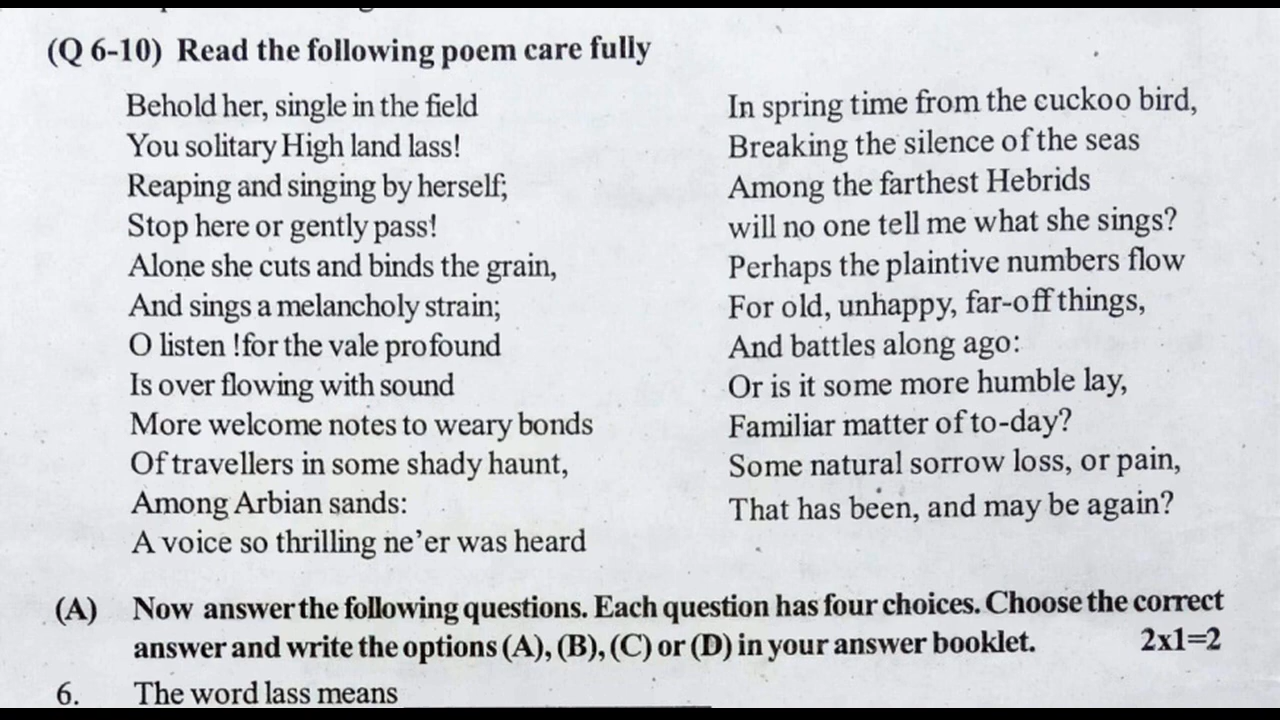 (Q 6-10) Read the following poem care fully
Behold her, single in the field
You solitary High land lass!
Reaping and singing by herself;
Stop here or gently pass!
Alone she cuts and binds the grain,
And sings a melancholy strain;
O listen !for the vale profound
Is over flowing with sound
More welcome notes to weary bonds
Of travellers in some shady haunt,
Among Arbian sands:
A voice so thrilling ne'er was heard
In spring time from the cuckoo bird,
Breaking the silence of the seas
Among the farthest Hebrids
will no one tell me what she sings?
Perhaps the plaintive numbers flow
For old, unhappy, far-off things,
And battles along ago:
Or is it some more humble lay,
Familiar matter of to-day?
Some natural sorrow loss, or pain,
That has been, and may be again?
(A) Now answer the following questions. Each question has four choices. Choose the correct
answer and write the options (A), (B), (C) or (D) in your answer booklet. 2x1=2
6. The word lass means